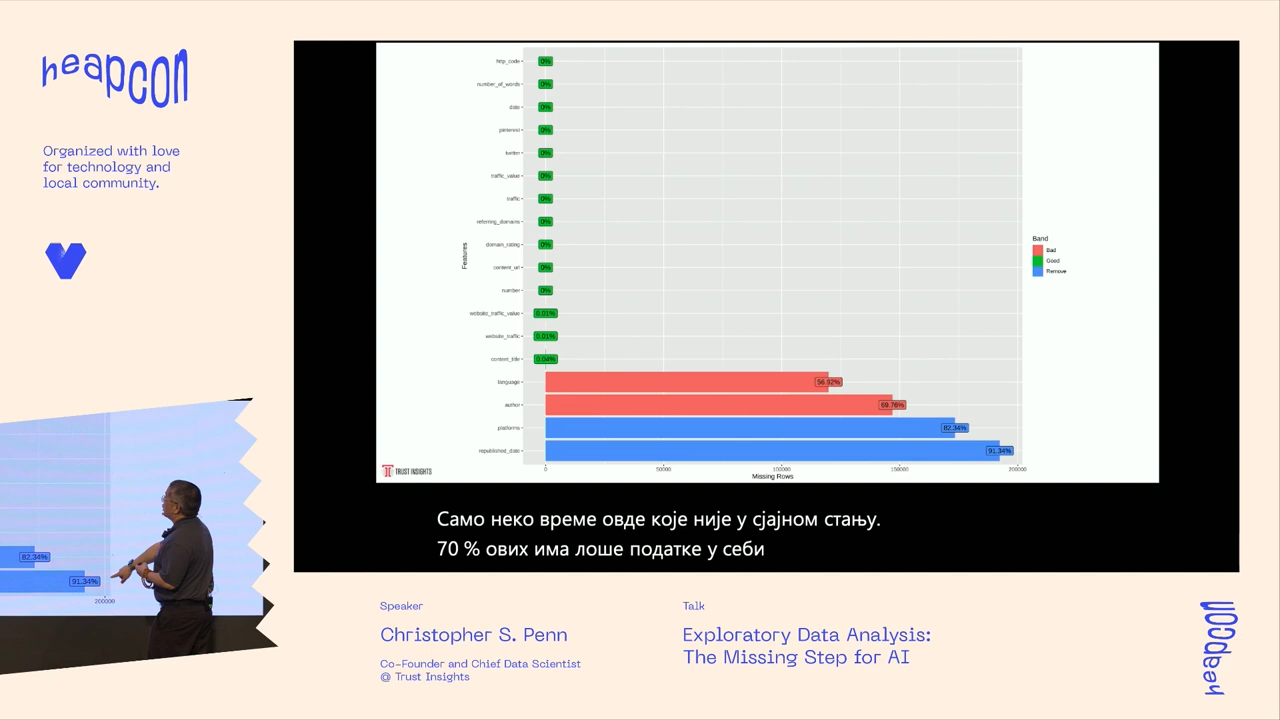 heapcon
Organized with love
for technology and
local community.
http_code
0%
number_of_words
0%
date
0%
pinterest
0%
twitter
0%
traffic_value
0%
traffic
0%
referring_domains
0%
domain_rating
0%
content_url
0%
number
0%
website_traffic_value
0.01%
website_traffic
0.01%
content_title
0.04%
language
56.92%
author
69.76%
platforms
82.34%
republished_date
91.34%
Features
0
50000
100000
150000
200000
Missing Rows
Band
Bad
Good
Remove
TRUST INSIGHTS
Само неко време овде које није у сјајном стању.
70 % ових има лоше податке у себи
82.34%
91.34%
200000
Speaker
Christopher S. Penn
Co-Founder and Chief Data Scientist
@ Trust Insights
Talk
Exploratory Data Analysis:
The Missing Step for AI
heapcon